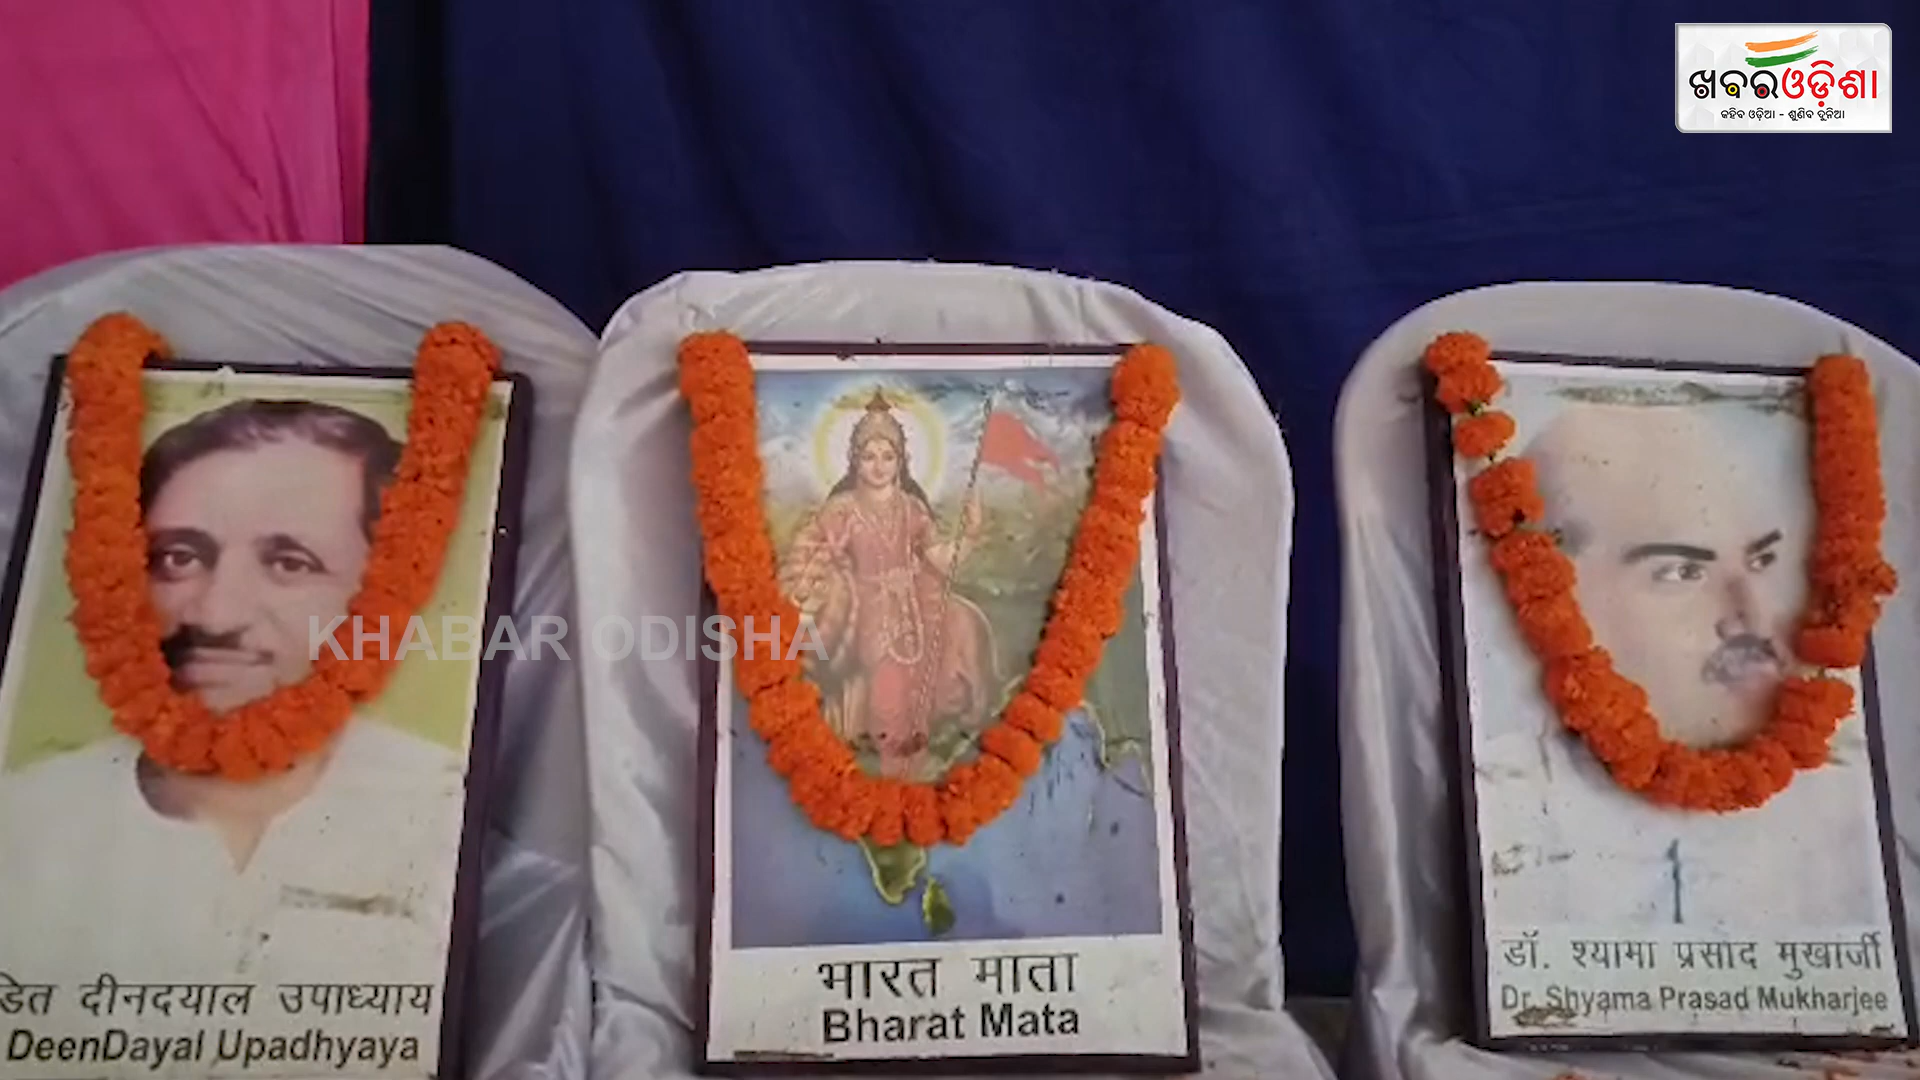 ଖବରଓଡ଼ିଶା
କହିବ ଓଡ଼ିଆ - ଶୁଣିବ ଦୁନିଆ
KHABAR ODISHA
डित दीनदयाल उपाध्याय
DeenDayal Upadhyaya
भारत माता
Bharat Mata
डॉ. श्यामा प्रसाद मुखार्जी
Dr. Shyama Prasad Mukharjee